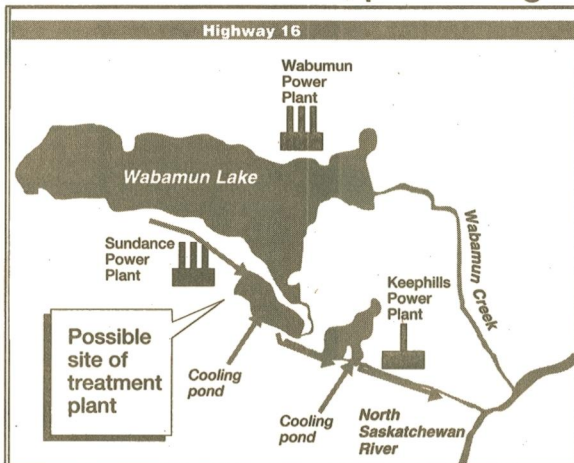 Highway 16
Wabumun
Power
Plant
Wabamun Lake
Sundance
Power
Plant
Wabamun Creek
Keephills
Power
Plant
Possible
site of
treatment
plant
Cooling
pond
Cooling
pond
North
Saskatchewan
River